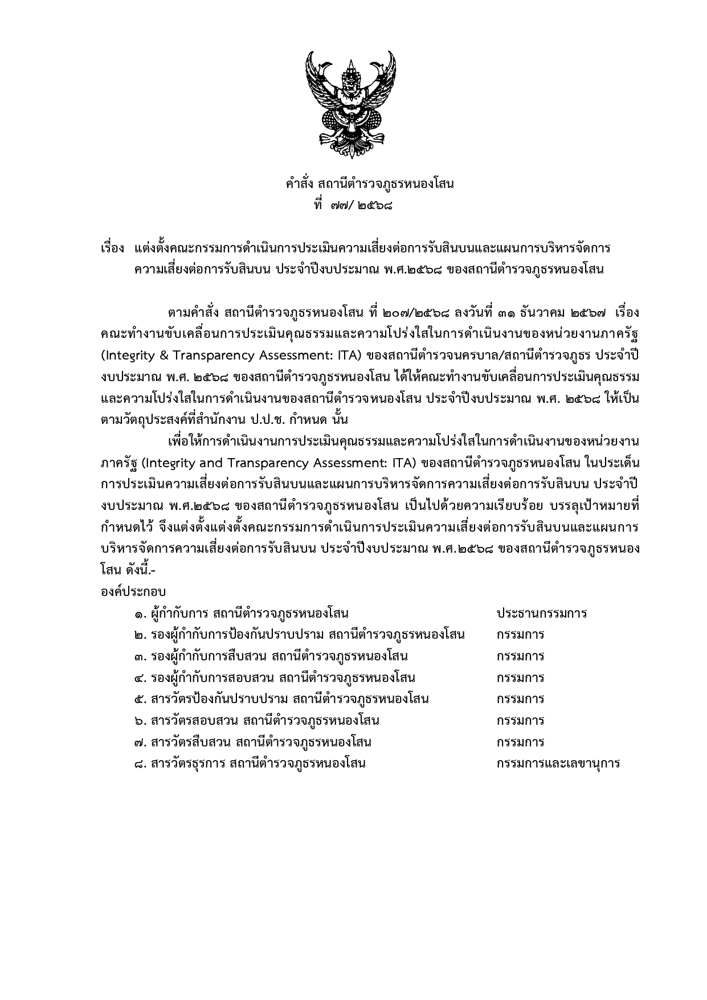 คำสั่ง สถานีตำรวจภูธรหนองโสน
ที่ ๗๗/ ๒๕๖๘
เรื่อง แต่งตั้งคณะกรรมการดำเนินการประเมินความเสี่ยงต่อการรับสินบนและแผนการบริหารจัดการ
ความเสี่ยงต่อการรับสินบน ประจำปีงบประมาณ พ.ศ.๒๕๖๘ ของสถานีตำรวจภูธรหนองโสน
ตามคำสั่ง สถานีตำรวจภูธรหนองโสน ที่ ๒๐๗/๒๕๖๘ ลงวันที่ ๓๑ ธันวาคม ๒๕๖๗ เรื่อง
คณะทำงานขับเคลื่อนการประเมินคุณธรรมและความโปร่งใสในการดำเนินงานของหน่วยงานภาครัฐ
(Integrity & Transparency Assessment: ITA) ของสถานีตำรวจนครบาล/สถานีตำรวจภูธร ประจำปี
งบประมาณ พ.ศ. ๒๕๖๘ ของสถานีตำรวจภูธรหนองโสน ได้ให้คณะทำงานขับเคลื่อนการประเมินคุณธรรม
และความโปร่งใสในการดำเนินงานของสถานีตำรวจหนองโสน ประจำปีงบประมาณ พ.ศ. ๒๕๖๘ ให้เป็น
ตามวัตถุประสงค์ที่สำนักงาน ป.ป.ช. กำหนด นั้น
เพื่อให้การดำเนินงานการประเมินคุณธรรมและความโปร่งใสในการดำเนินงานของหน่วยงาน
ภาครัฐ (Integrity and Transparency Assessment: ITA) ของสถานีตำรวจภูธรหนองโสน ในประเด็น
การประเมินความเสี่ยงต่อการรับสินบนและแผนการบริหารจัดการความเสี่ยงต่อการรับสินบน ประจำปี
งบประมาณ พ.ศ.๒๕๖๘ ของสถานีตำรวจภูธรหนองโสน เป็นไปด้วยความเรียบร้อย บรรลุเป้าหมายที่
กำหนดไว้ จึงแต่งตั้งแต่งตั้งคณะกรรมการดำเนินการประเมินความเสี่ยงต่อการรับสินบนและแผนการ
บริหารจัดการความเสี่ยงต่อการรับสินบน ประจำปีงบประมาณ พ.ศ.๒๕๖๘ ของสถานีตำรวจภูธรหนอง
โสน ดังนี้.-
องค์ประกอบ
๑. ผู้กำกับการ สถานีตำรวจภูธรหนองโสน ประธานกรรมการ
๒. รองผู้กำกับการป้องกันปราบปราม สถานีตำรวจภูธรหนองโสน กรรมการ
๓. รองผู้กำกับการสืบสวน สถานีตำรวจภูธรหนองโสน กรรมการ
๔. รองผู้กำกับการสอบสวน สถานีตำรวจภูธรหนองโสน กรรมการ
๕. สารวัตรป้องกันปราบปราม สถานีตำรวจภูธรหนองโสน กรรมการ
๖. สารวัตรสอบสวน สถานีตำรวจภูธรหนองโสน กรรมการ
๗. สารวัตรสืบสวน สถานีตำรวจภูธรหนองโสน กรรมการ
๘. สารวัตรธุรการ สถานีตำรวจภูธรหนองโสน กรรมการและเลขานุการ